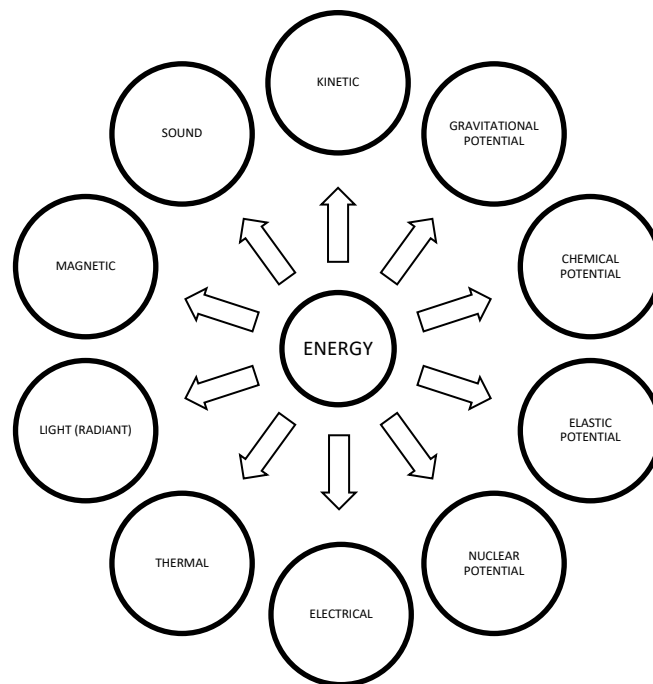 KINETIC
GRAVITATIONAL
POTENTIAL
CHEMICAL
POTENTIAL
ELASTIC
POTENTIAL
NUCLEAR
POTENTIAL
ELECTRICAL
THERMAL
LIGHT (RADIANT)
MAGNETIC
SOUND
ENERGY